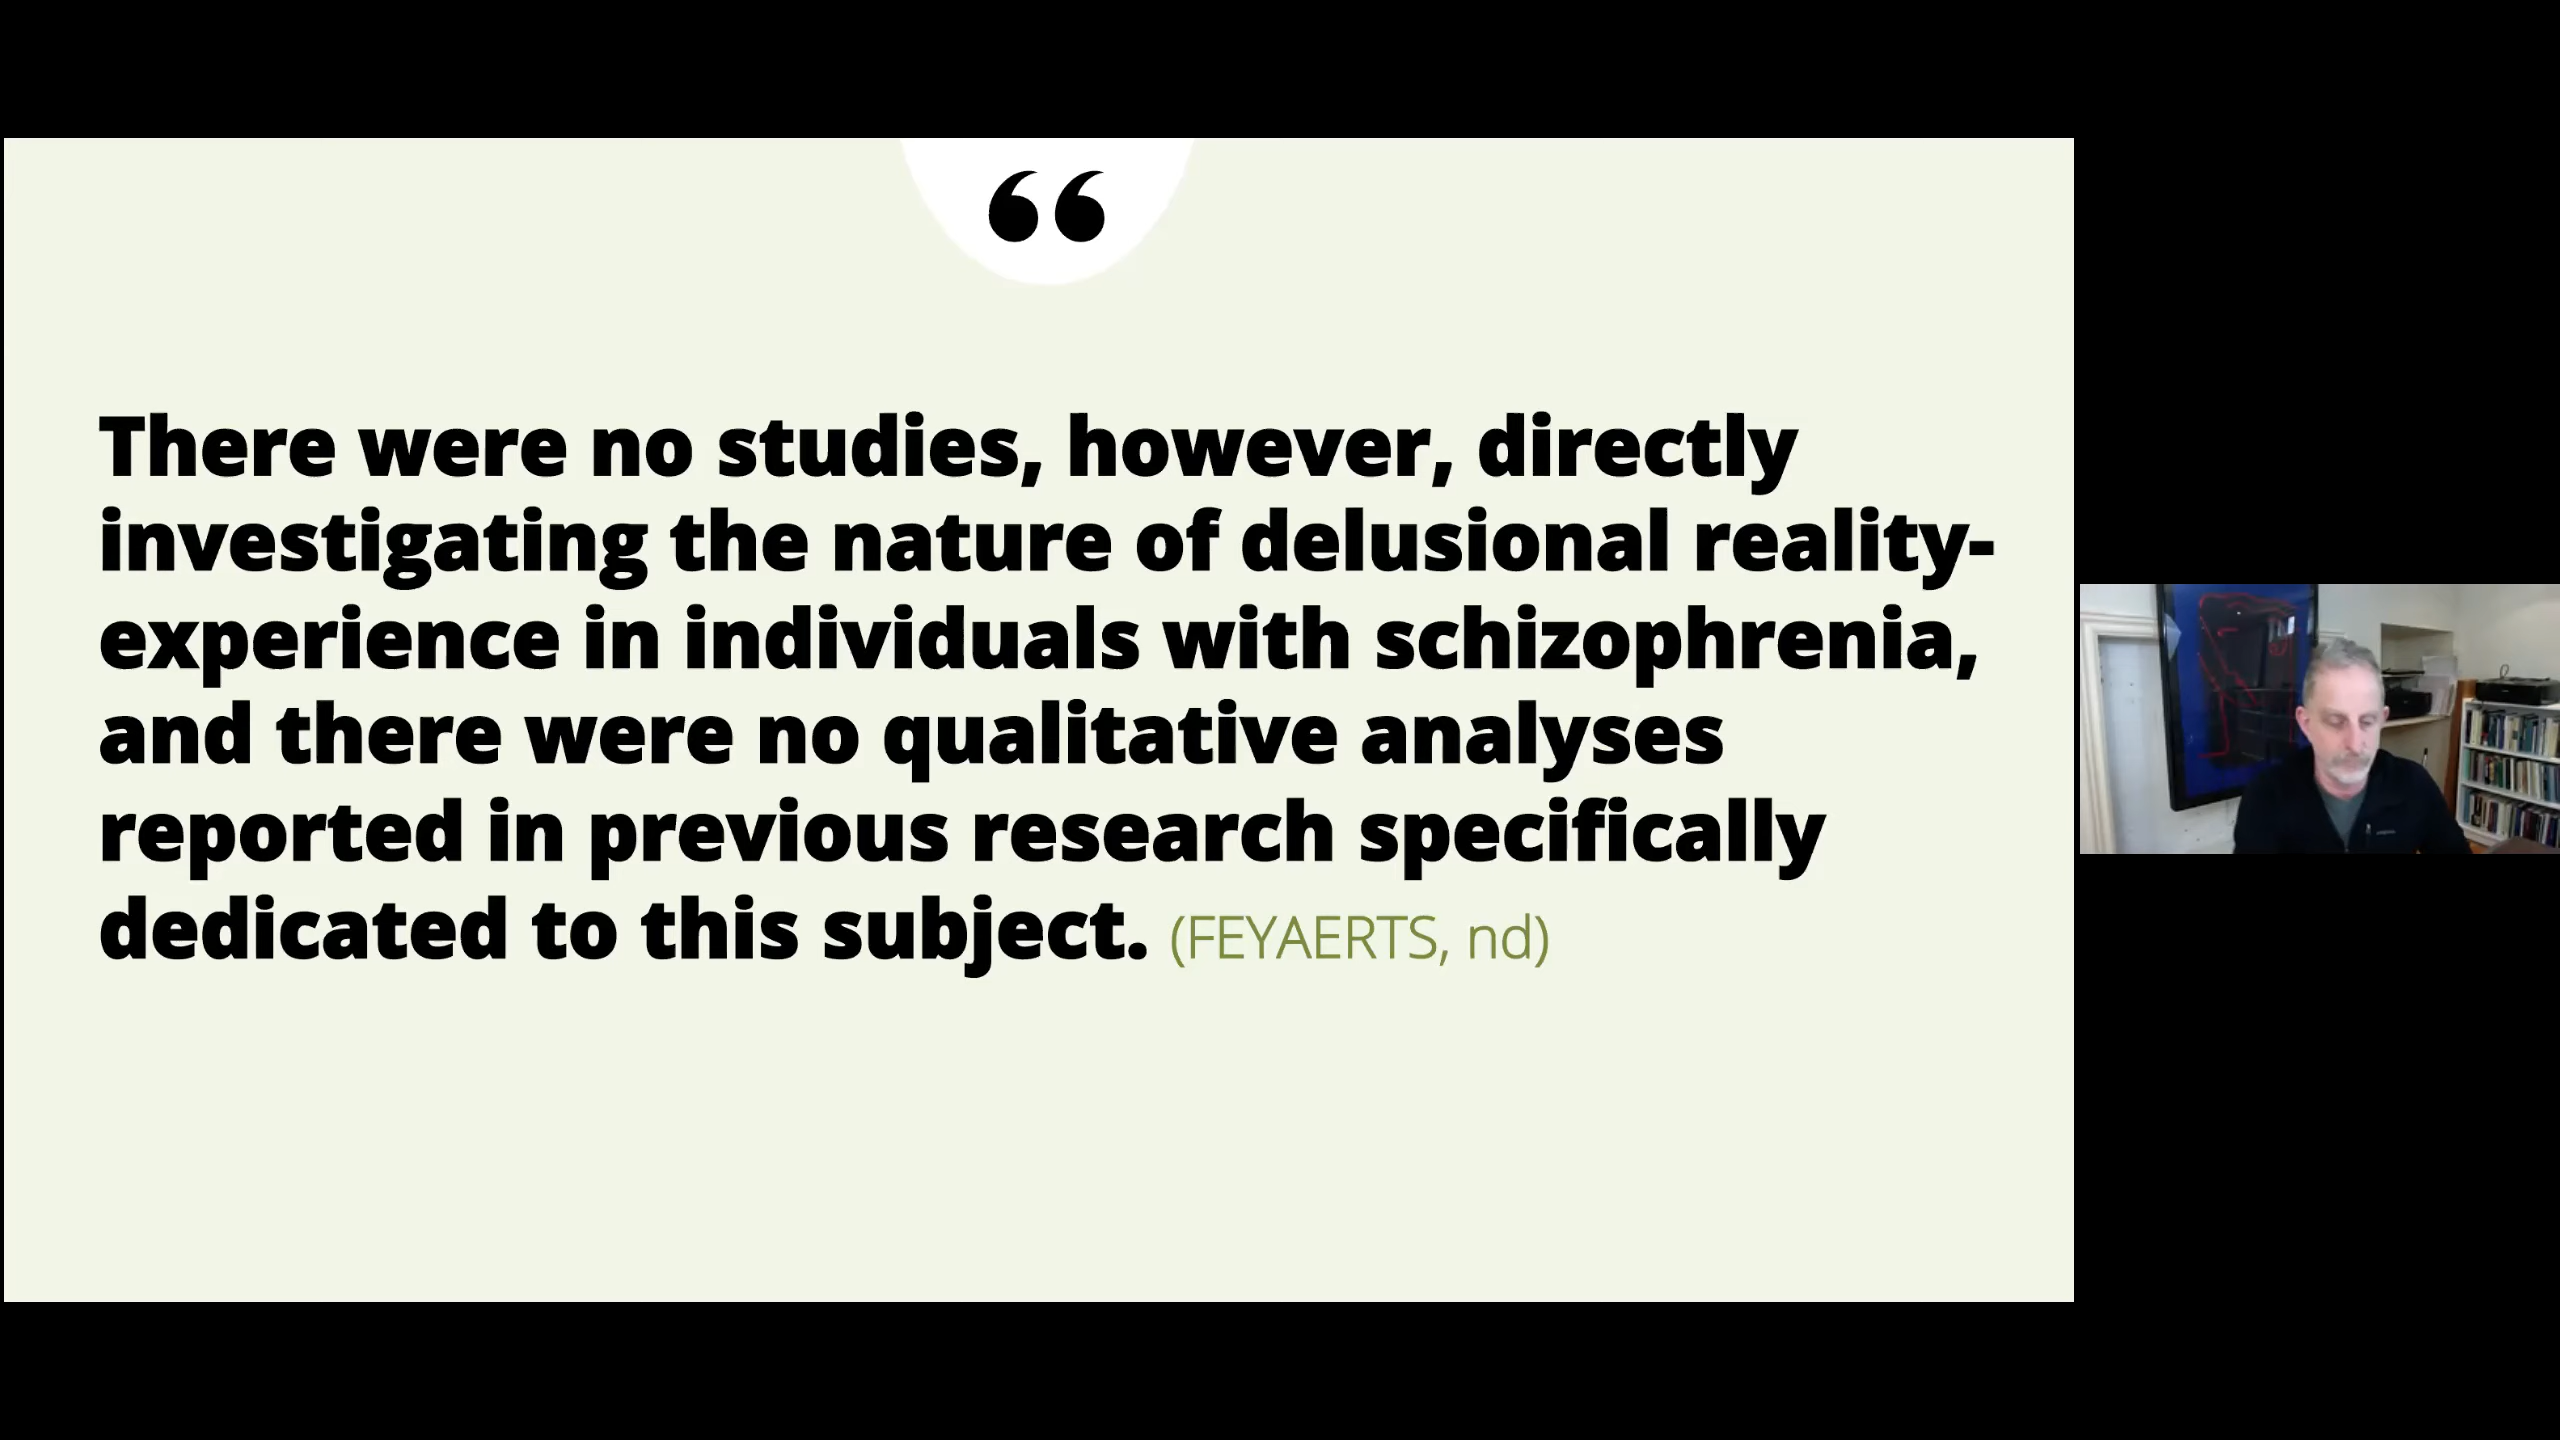 “
There were no studies, however, directly
investigating the nature of delusional reality-
experience in individuals with schizophrenia,
and there were no qualitative analyses
reported in previous research specifically
dedicated to this subject. (FEYAERTS, nd)